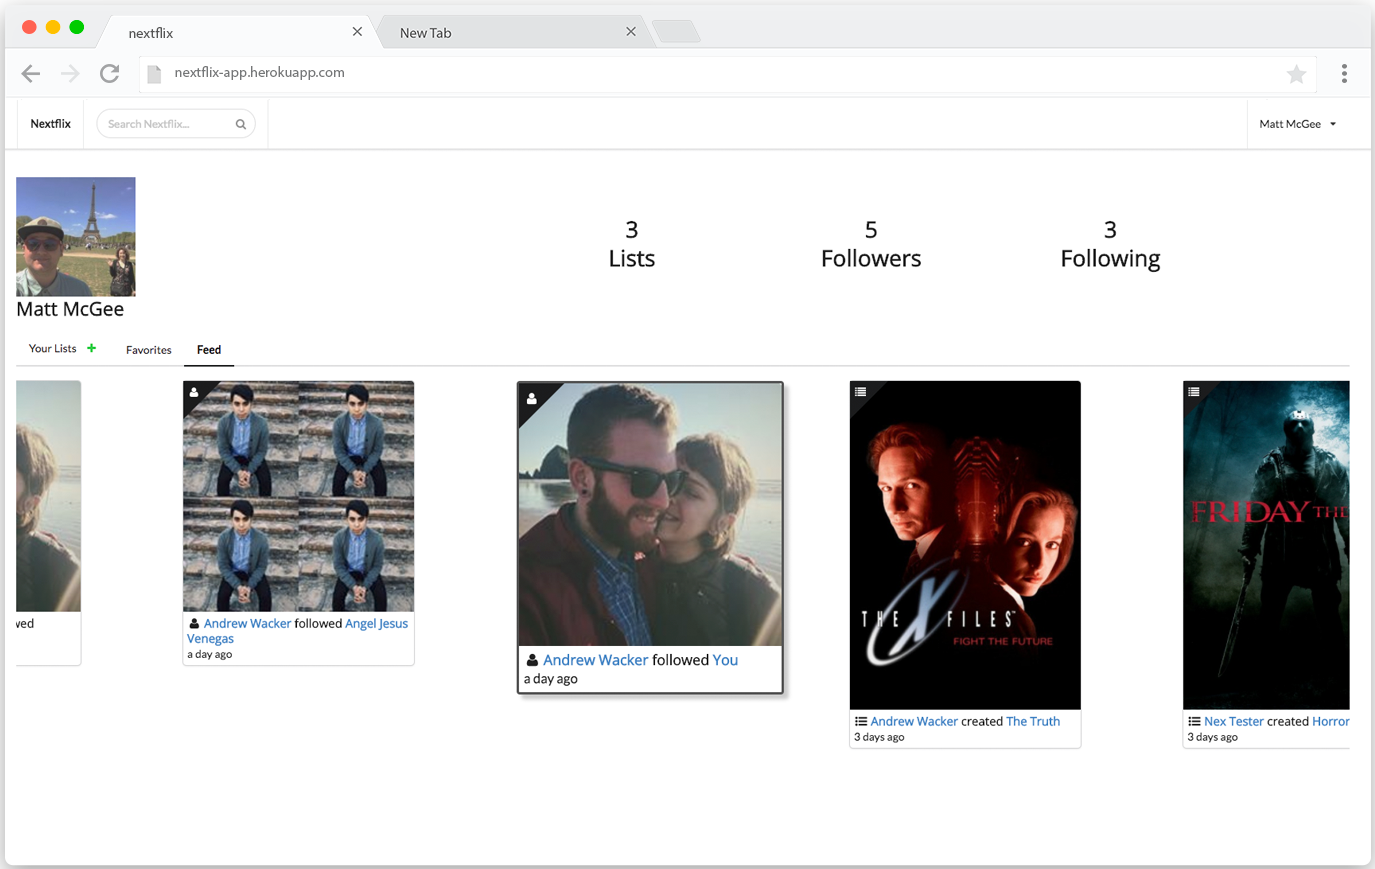 nextflix
New Tab
nextflix-app.herokuapp.com
Nextflix
Search Nextflix...
Matt McGee
3
Lists
5
Followers
3
Following
Matt McGee
Your Lists
Favorites
Feed
Andrew Wacker followed Angel Jesus
Venegas
a day ago
Andrew Wacker followed You
a day ago
THE X FILES™
FIGHT THE FUTURE
Andrew Wacker created The Truth
3 days ago
FRIDAY THE
Nex Tester created Horror
3 days ago